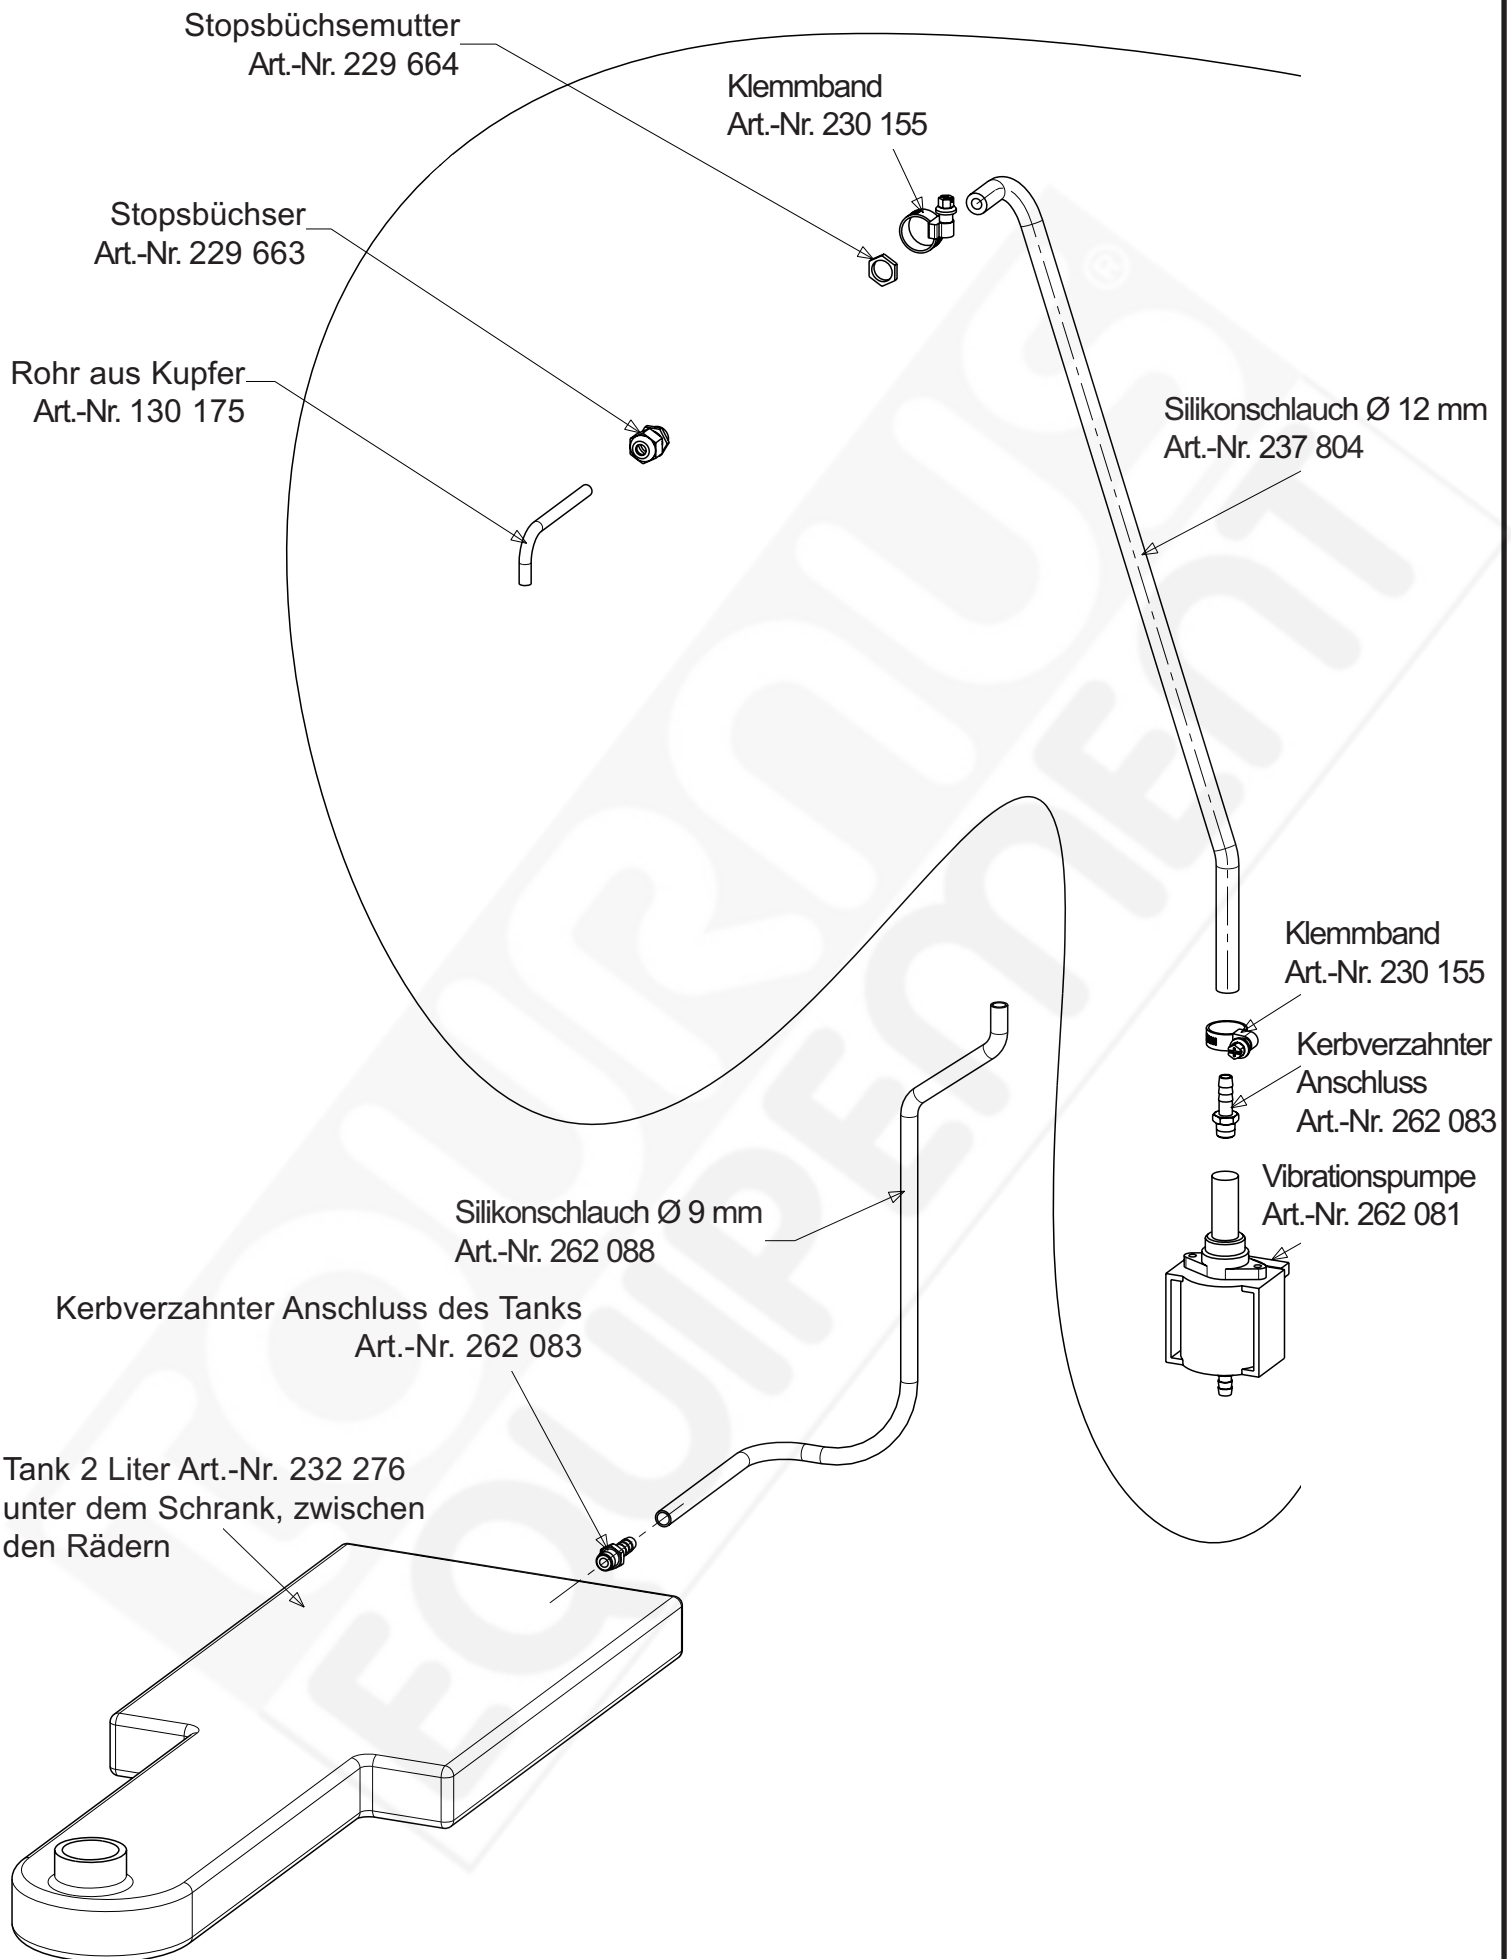 Stopsbüchsemutter
Art.-Nr. 229 664
Klemmband
Art.-Nr. 230 155
Stopsbüchser
Art.-Nr. 229 663
Rohr aus Kupfer
Art.-Nr. 130 175
Silikonschlauch Ø 12 mm
Art.-Nr. 237 804
Klemmband
Art.-Nr. 230 155
Kerbverzahnter
Anschluss
Art.-Nr. 262 083
Vibrationspumpe
Art.-Nr. 262 081
Silikonschlauch Ø 9 mm
Art.-Nr. 262 088
Kerbverzahnter Anschluss des Tanks
Art.-Nr. 262 083
Tank 2 Liter Art.-Nr. 232 276
unter dem Schrank, zwischen
den Rädern
TOURNUS®
EQUIPEMENT